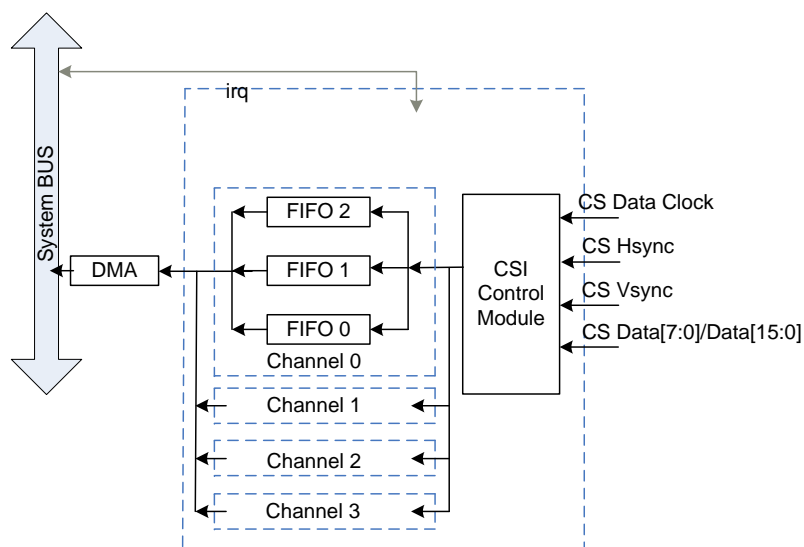 irq
System BUS
DMA
FIFO 2
FIFO 1
FIFO 0
Channel 0
Channel 1
Channel 2
Channel 3
CSI
Control
Module
CS Data Clock
CS Hsync
CS Vsync
CS Data[7:0]/Data[15:0]